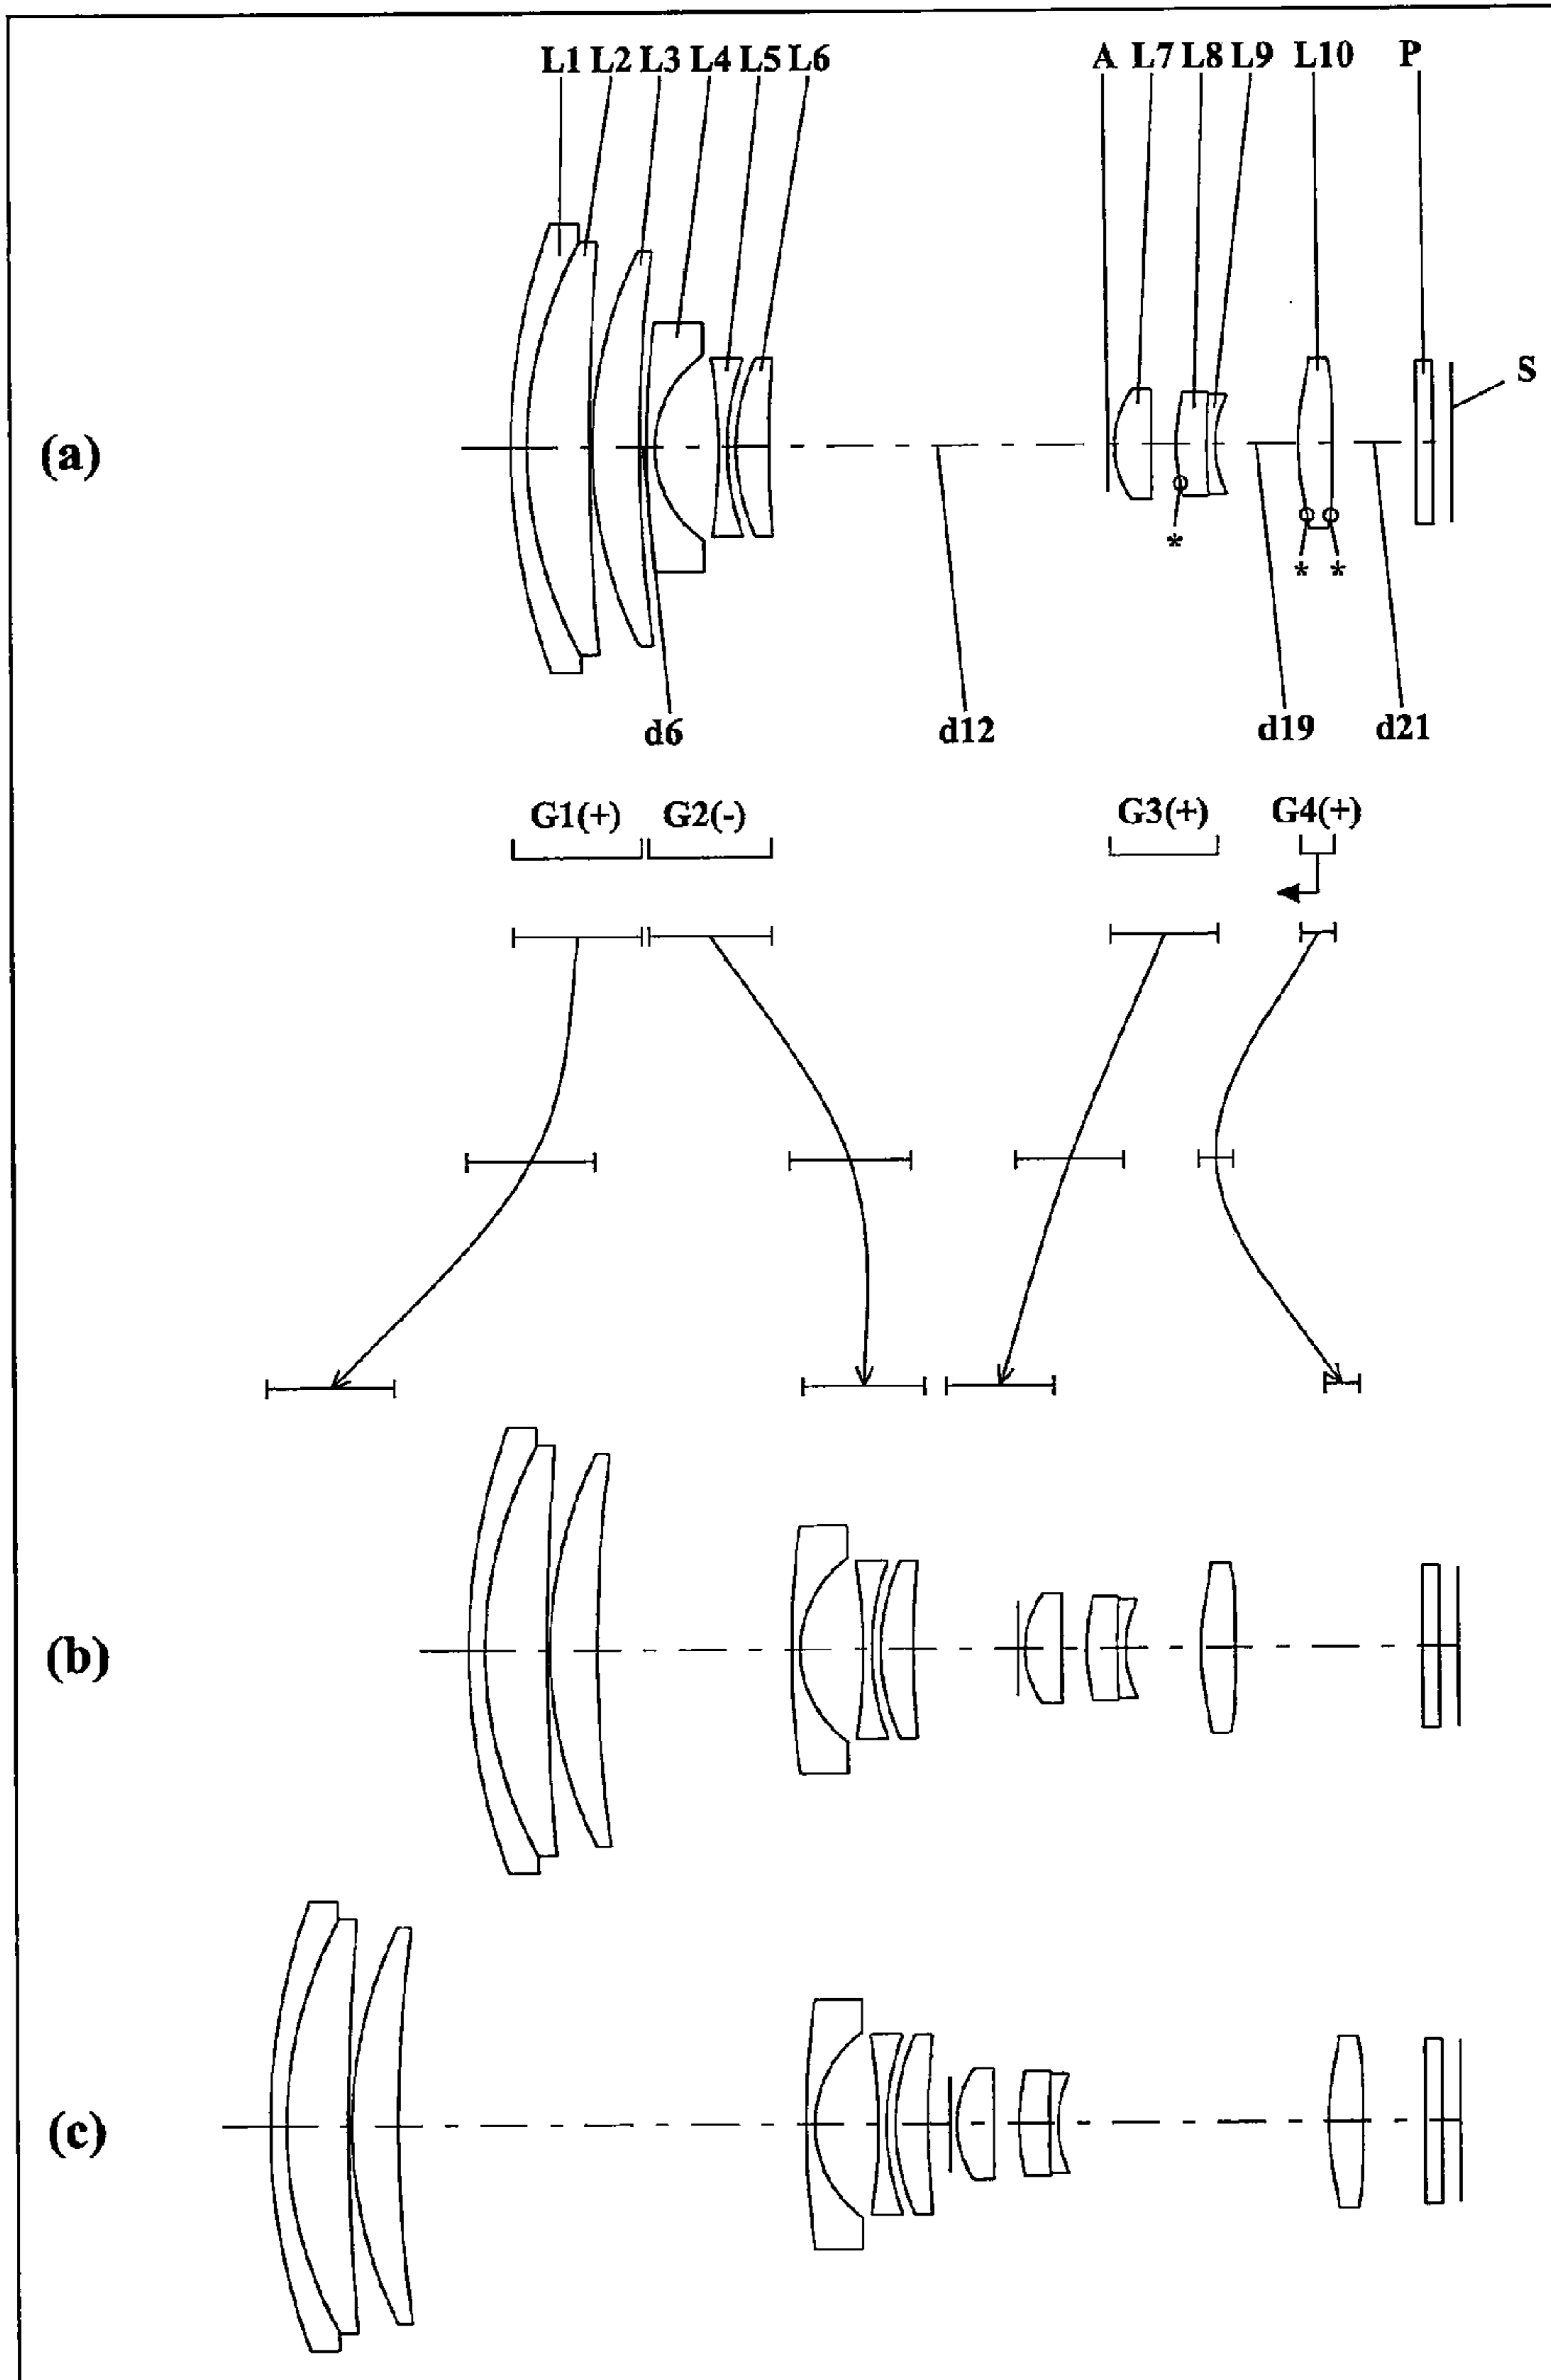 L1 L2 L3 L4 L5 L6 A L7 L8 L9 L10 P
S
(a)
*
* *
d6 d12 d19 d21
G1(+) G2(-) G3(+) G4(+)
(b)
(c)